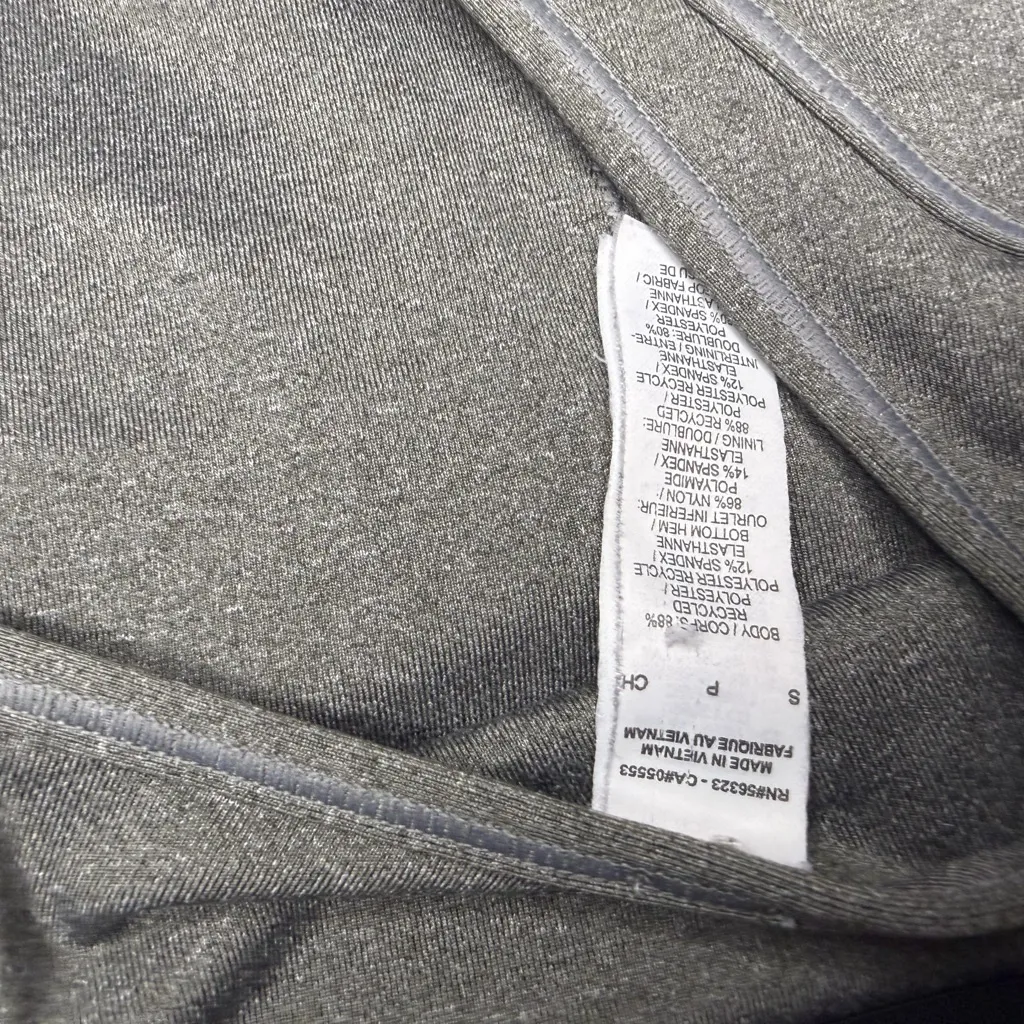 RN#56323 - CA#05553
MADE IN VIETNAM
FABRIQUE AU VIETNAM
S P CH
BODY / CORPS: 88%
RECYCLED
POLYESTER /
POLYESTER RECYCLE
12% SPANDEX /
ELASTHANNE
BOTTOM HEM /
OURLET INFERIEUR:
86% NYLON /
POLYAMIDE
14% SPANDEX /
ELASTHANNE
LINING / DOUBLURE:
88% RECYCLED
POLYESTER /
POLYESTER RECYCLE
12% SPANDEX /
ELASTHANNE
INTERLINING / ENTRE-
DOUBLURE: 80%
POLYESTER
SPANDEX /
FABRIC /
DE